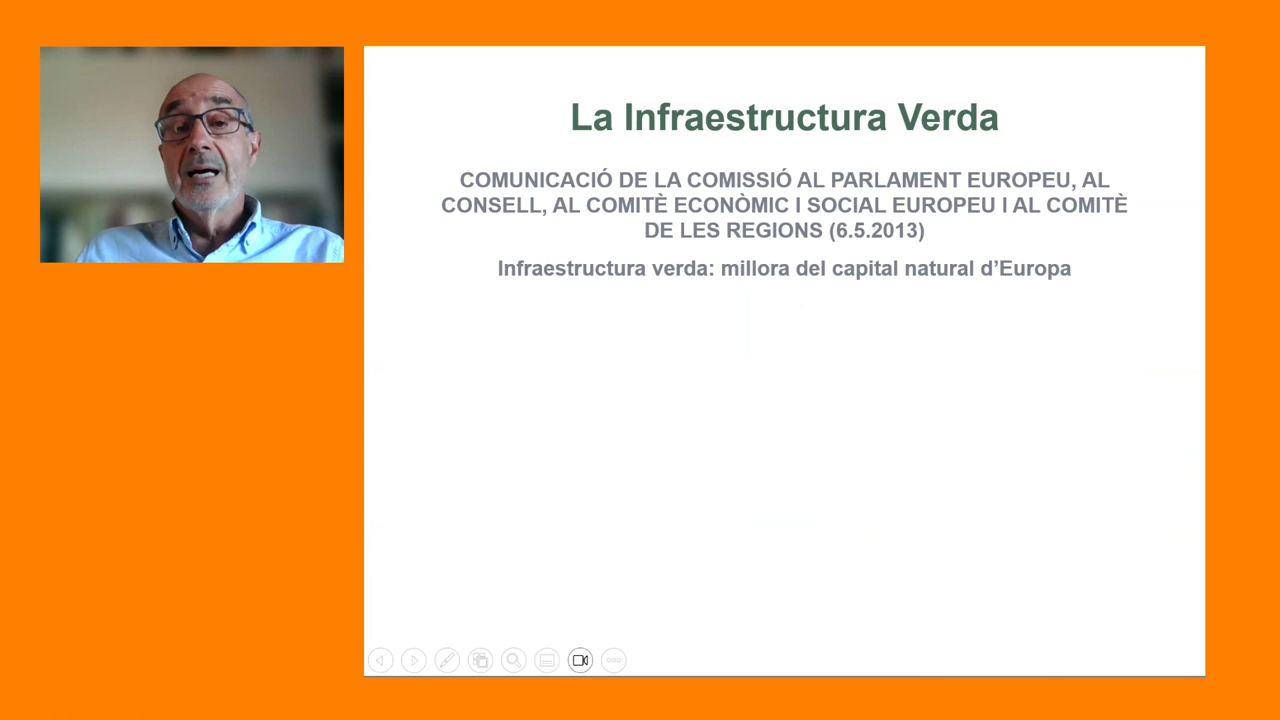 La Infraestructura Verda
COMUNICACIÓ DE LA COMISSIÓ AL PARLAMENT EUROPEU, AL
CONSELL, AL COMITÈ ECONÒMIC I SOCIAL EUROPEU I AL COMITÈ
DE LES REGIONS (6.5.2013)
Infraestructura verda: millora del capital natural d’Europa